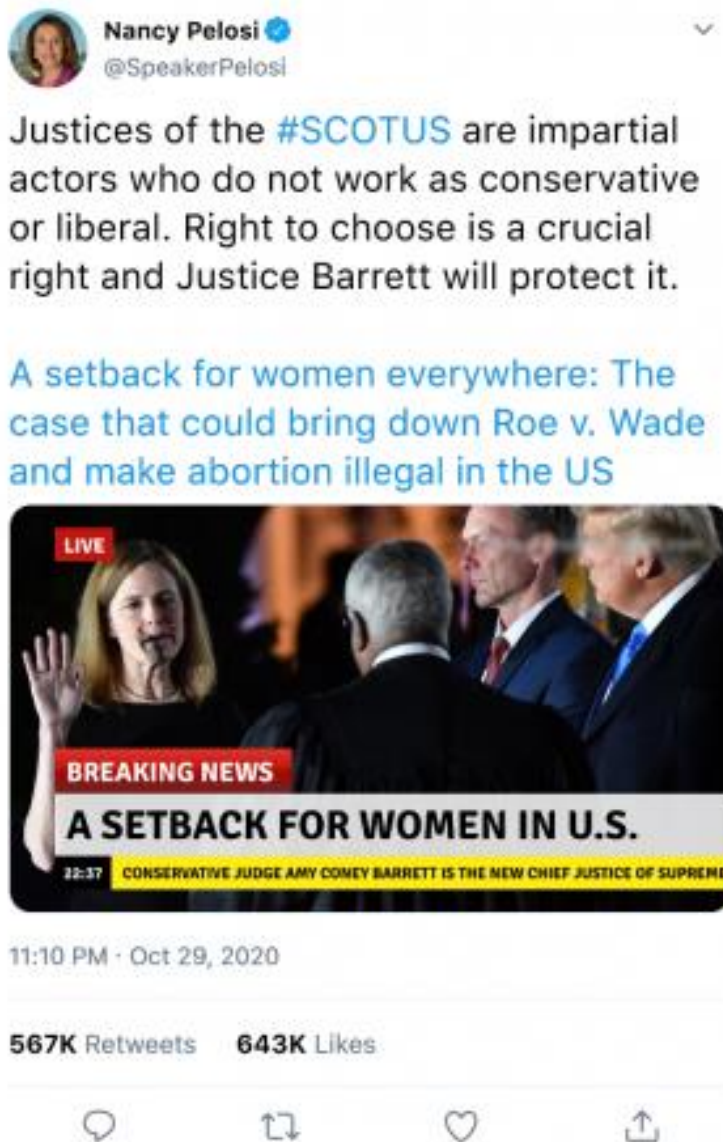 Nancy Pelosi
@SpeakerPelosi
Justices of the #SCOTUS are impartial
actors who do not work as conservative
or liberal. Right to choose is a crucial
right and Justice Barrett will protect it.
A setback for women everywhere: The
case that could bring down Roe v. Wade
and make abortion illegal in the US
LIVE
BREAKING NEWS
A SETBACK FOR WOMEN IN U.S.
22:37 CONSERVATIVE JUDGE AMY CONEY BARRETT IS THE NEW CHIEF JUSTICE OF SUPREME
11:10 PM · Oct 29, 2020
567K Retweets 643K Likes